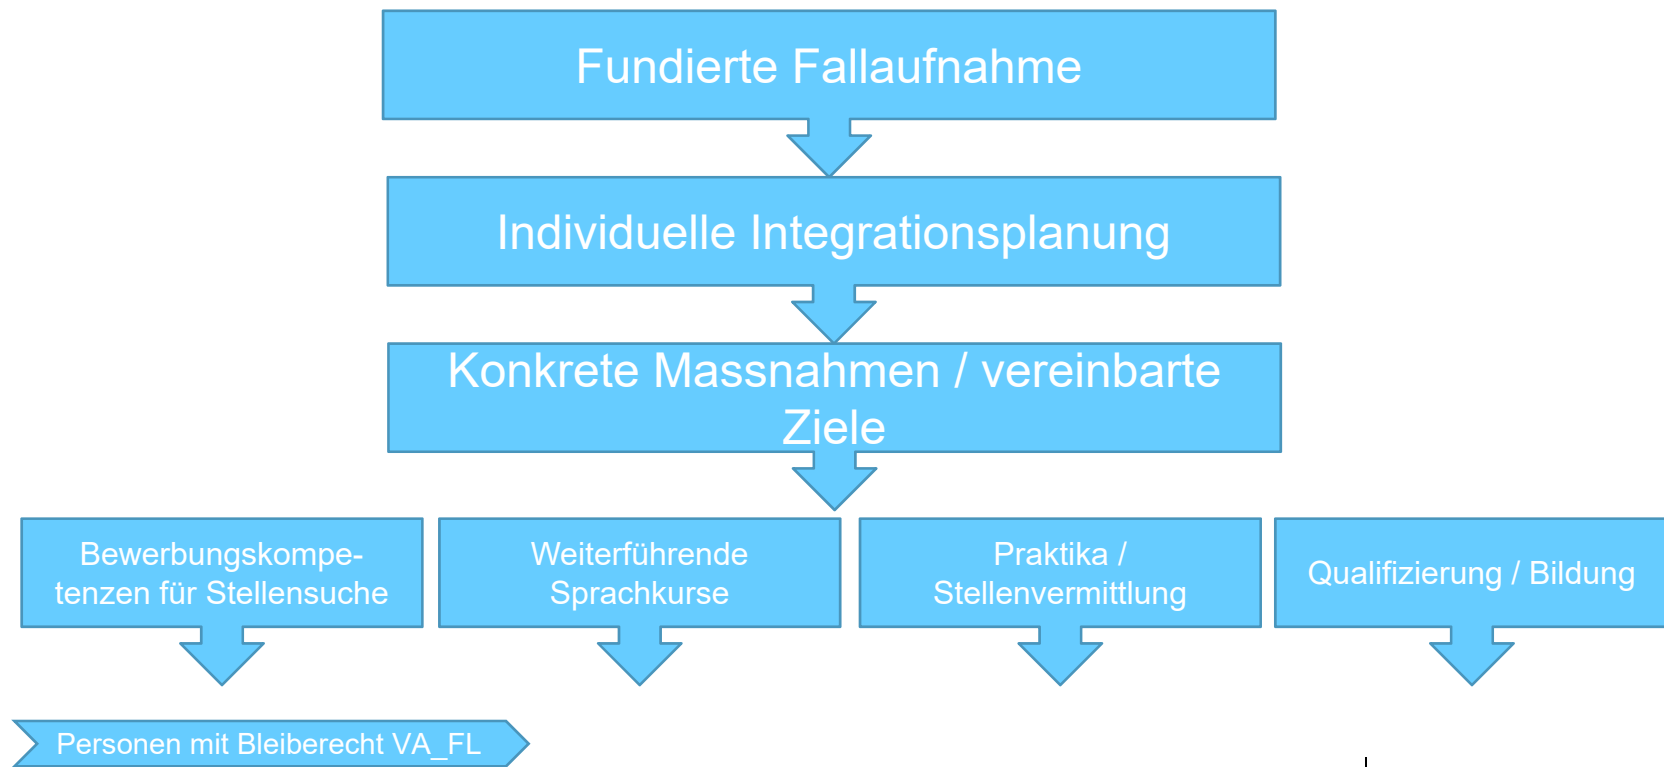 Fundierte Fallaufnahme
Individuelle Integrationsplanung
Konkrete Massnahmen / vereinbarte
Ziele
Bewerbungskompe-
tenzen für Stellensuche
Weiterführende
Sprachkurse
Praktika /
Stellenvermittlung
Qualifizierung / Bildung
Personen mit Bleiberecht VA_FL